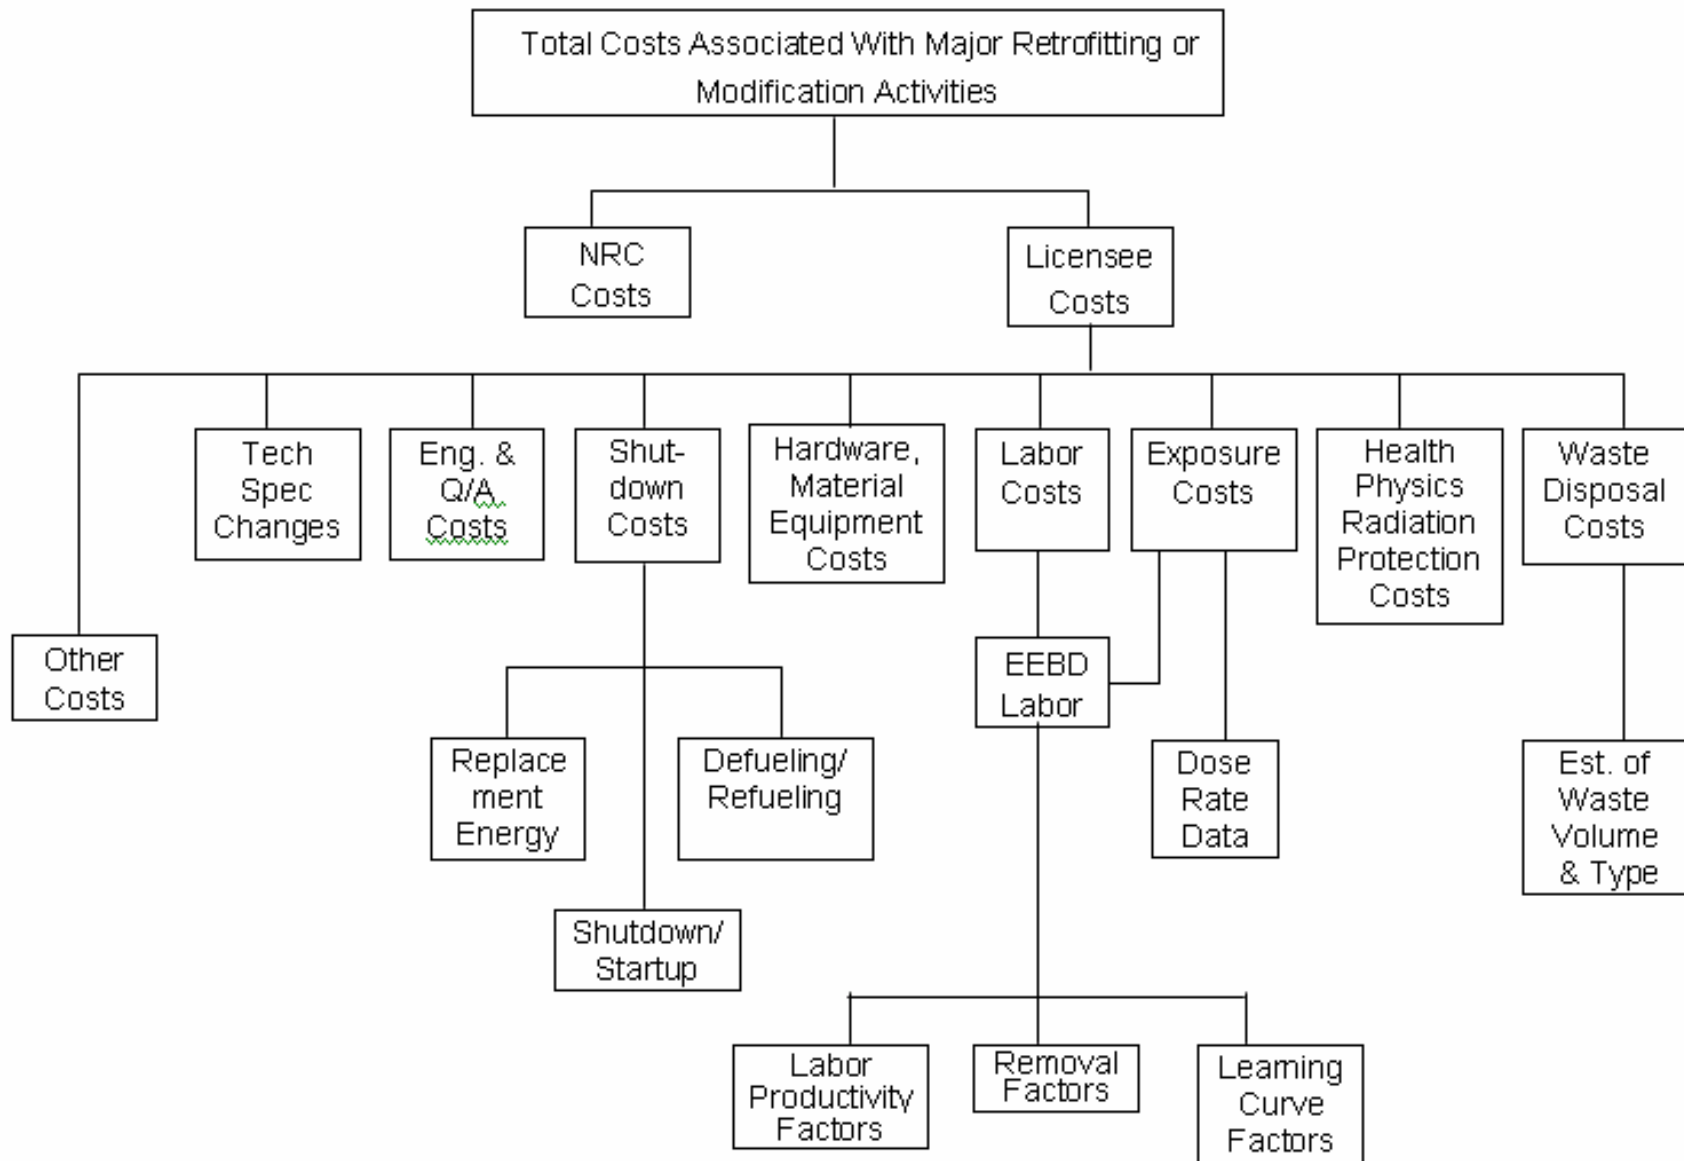 Total Costs Associated With Major Retrofitting or
Modification Activities
NRC
Costs
Licensee
Costs
Other
Costs
Tech
Spec
Changes
Eng. &
Q/A
Costs
Shut-
down
Costs
Hardware,
Material
Equipment
Costs
Labor
Costs
Exposure
Costs
Health
Physics
Radiation
Protection
Costs
Waste
Disposal
Costs
EEBD
Labor
Replace
ment
Energy
Defueling/
Refueling
Dose
Rate
Data
Est. of
Waste
Volume
& Type
Shutdown/
Startup
Labor
Productivity
Factors
Removal
Factors
Learning
Curve
Factors